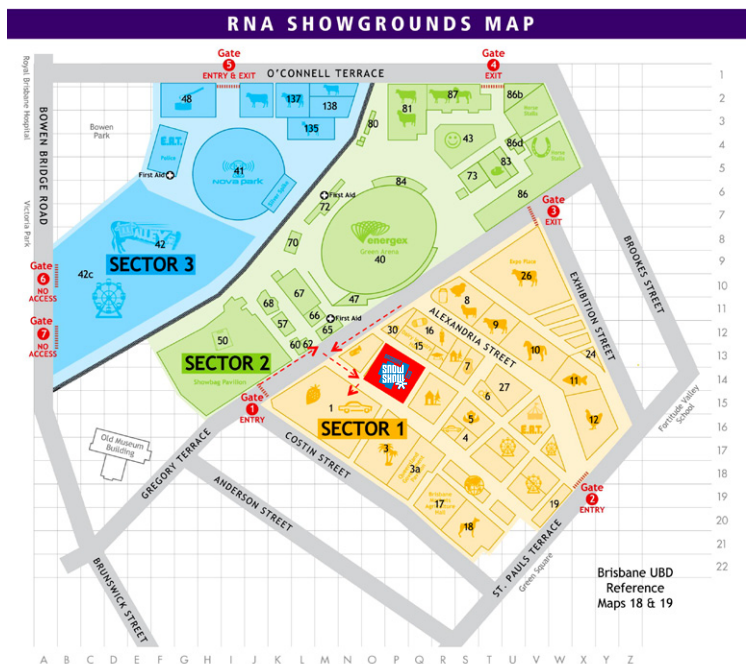 RNA SHOWGROUNDS MAP
Gate
5
ENTRY & EXIT
O'CONNELL TERRACE
Gate
4
EXIT
Royal Brisbane Hospital
BOWEN BRIDGE ROAD
Victoria Park
Bowen
Park
48
137
138
135
E.R.T.
Police
First Aid
41
NOVA park
80
81
87
86b
43
86d
83
73
84
86
Gate
3
EXIT
First Aid
72
70
energex
Green Arena
40
42
42c
SECTOR 3
Gate
6
NO
ACCESS
Gate
7
NO
ACCESS
47
67
68
66
57
65
First Aid
60
62
50
SECTOR 2
Showbag Pavilion
Gate
1
ENTRY
BROOKES STREET
EXHIBITION STREET
ALEXANDRIA STREET
26
8
9
10
30
16
15
7
6
27
24
11
12
SNOW
SHOW
1
SECTOR 1
5
4
E.R.T.
3
3a
17
18
19
Gate
2
ENTRY
Fortitude Valley
School
Old Museum
Building
GREGORY TERRACE
COSTIN STREET
ANDERSON STREET
BRUNSWICK STREET
ST. PAULS TERRACE
Green Square
Brisbane UBD
Reference
Maps 18 & 19
1
2
3
4
5
6
7
8
9
10
11
12
13
14
15
16
17
18
19
20
21
22
A B C D E F G H I J K L M N O P Q R S T U V W X Y Z